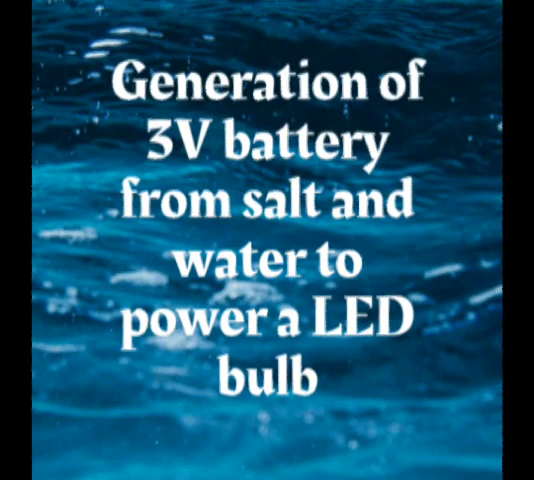 Generation of
3V battery
from salt and
water to
power a LED
bulb